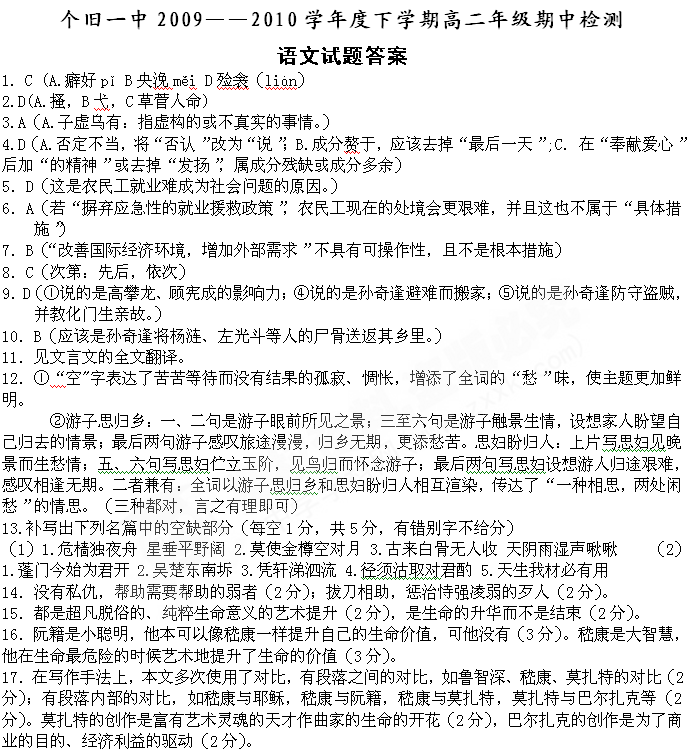 个旧一中2009——2010学年度下学期高二年级期中检测
语文试题答案
1. C（A.癖好pǐ B央浼měi D殓衾（liàn）
2.D(A.搔，B弋，C草菅人命)
3.A（A.子虚乌有：指虚构的或不真实的事情。）
4.D（A.否定不当，将“否认”改为“说”；B.成分赘于，应该去掉“最后一天”;C. 在“奉献爱心”
后加“的精神”或去掉“发扬”，属成分残缺或成分多余）
5. D（这是农民工就业难成为社会问题的原因。）
6. A（若“摒弃应急性的就业援救政策”，农民工现在的处境会更艰难，并且这也不属于“具体措
施”）
7. B（“改善国际经济环境，增加外部需求”不具有可操作性，且不是根本措施）
8. C（次第：先后，依次）
9. D（①说的是高攀龙、顾宪成的影响力；④说的是孙奇逢避难而搬家；⑤说的是孙奇逢防守盗贼，
并教化门生亲故。）
10. B（应该是孙奇逢将杨涟、左光斗等人的尸骨送返其乡里。）
11. 见文言文的全文翻译。
12. ①“空”字表达了苦苦等待而没有结果的孤寂、惆怅，增添了全词的“愁”味，使主题更加鲜
明。
②游子思归乡：一、二句是游子眼前所见之景；三至六句是游子触景生情，设想家人盼望自
己归去的情景；最后两句游子感叹旅途漫漫，归乡无期，更添愁苦。思妇盼归人：上片写思妇见晚
景而生愁情；五、六句写思妇伫立玉阶，见鸟归而怀念游子；最后两句写思妇设想游人归途艰难，
感叹相逢无期。二者兼有：全词以游子思归乡和思妇盼归人相互渲染，传达了“一种相思，两处闲
愁”的情思。（三种都对，言之有理即可）
13.补写出下列名篇中的空缺部分（每空1分，共5分，有错别字不给分）
（1）1.危樯独夜舟 星垂平野阔 2.莫使金樽空对月 3.古来白骨无人收 天阴雨湿声啾啾 （2）
1.蓬门今始为君开 2.吴楚东南坼 3.凭轩涕泗流 4.径须沽取对君酌 5.天生我材必有用
14. 没有私仇，帮助需要帮助的弱者（2分）；拔刀相助，惩治恃强凌弱的歹人（2分）。
15. 都是超凡脱俗的、纯粹生命意义的艺术提升（2分），是生命的升华而不是结束（2分）。
16. 阮籍是小聪明，他本可以像嵇康一样提升自己的生命价值，可他没有（3分）。嵇康是大智慧，
他在生命最危险的时候艺术地提升了生命的价值（3分）。
17. 在写作手法上，本文多次使用了对比，有段落之间的对比，如鲁智深、嵇康、莫扎特的对比（2
分）；有段落内部的对比，如嵇康与耶稣，嵇康与阮籍，嵇康与莫扎特，莫扎特与巴尔扎克等（2
分）。莫扎特的创作是富有艺术灵魂的天才作曲家的生命的开花（2分），巴尔扎克的创作是为了商
业的目的、经济利益的驱动（2分）。